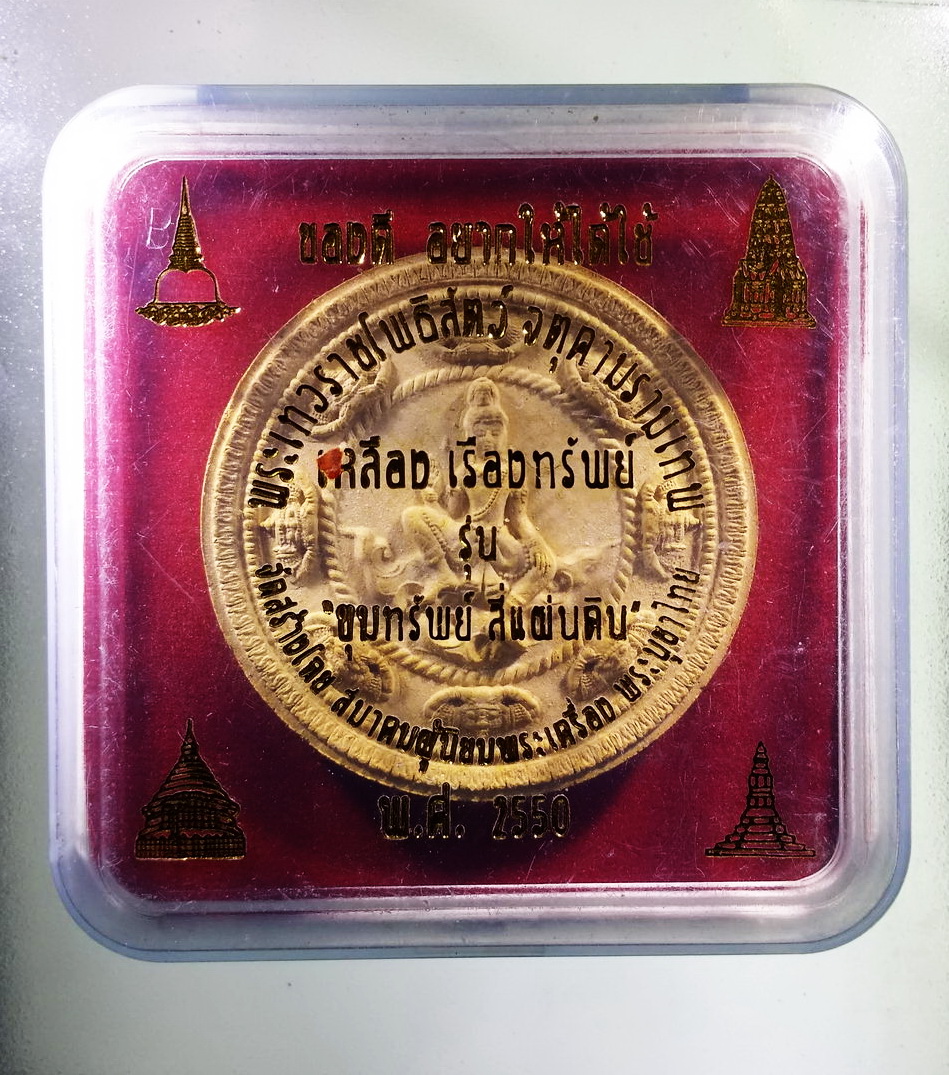 ของดี อยากให้ได้ใช้
พระเทวราชโพธิสัตว์ จตุคามรามเทพ
เหลือง เรืองทรัพย์
รุ่น
"ขุมทรัพย์ สี่แผ่นดิน"
จัดสร้างโดย สมาคมผู้นิยมพระเครื่อง พระบูชาไทย
พ.ศ. 2550